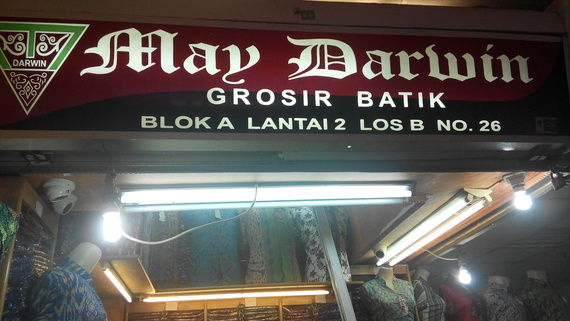 DARWIN
May Darwin
GROSIR BATIK
BLOK A LANTAI 2 LOS B NO. 26